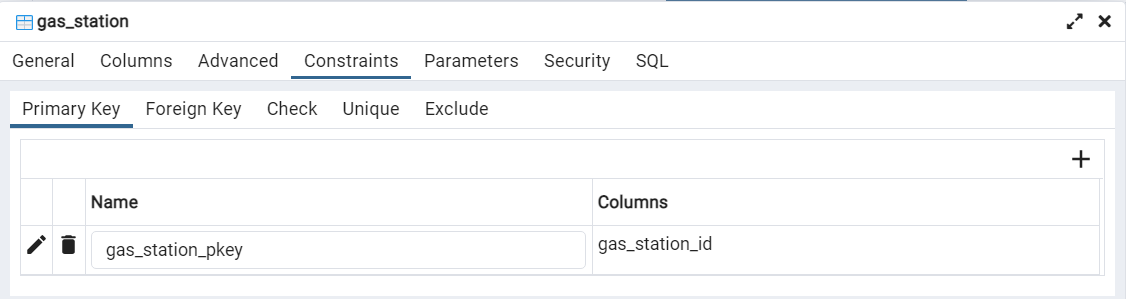 gas_station
General Columns Advanced Constraints Parameters Security SQL
Primary Key Foreign Key Check Unique Exclude
Name Columns
gas_station_pkey gas_station_id